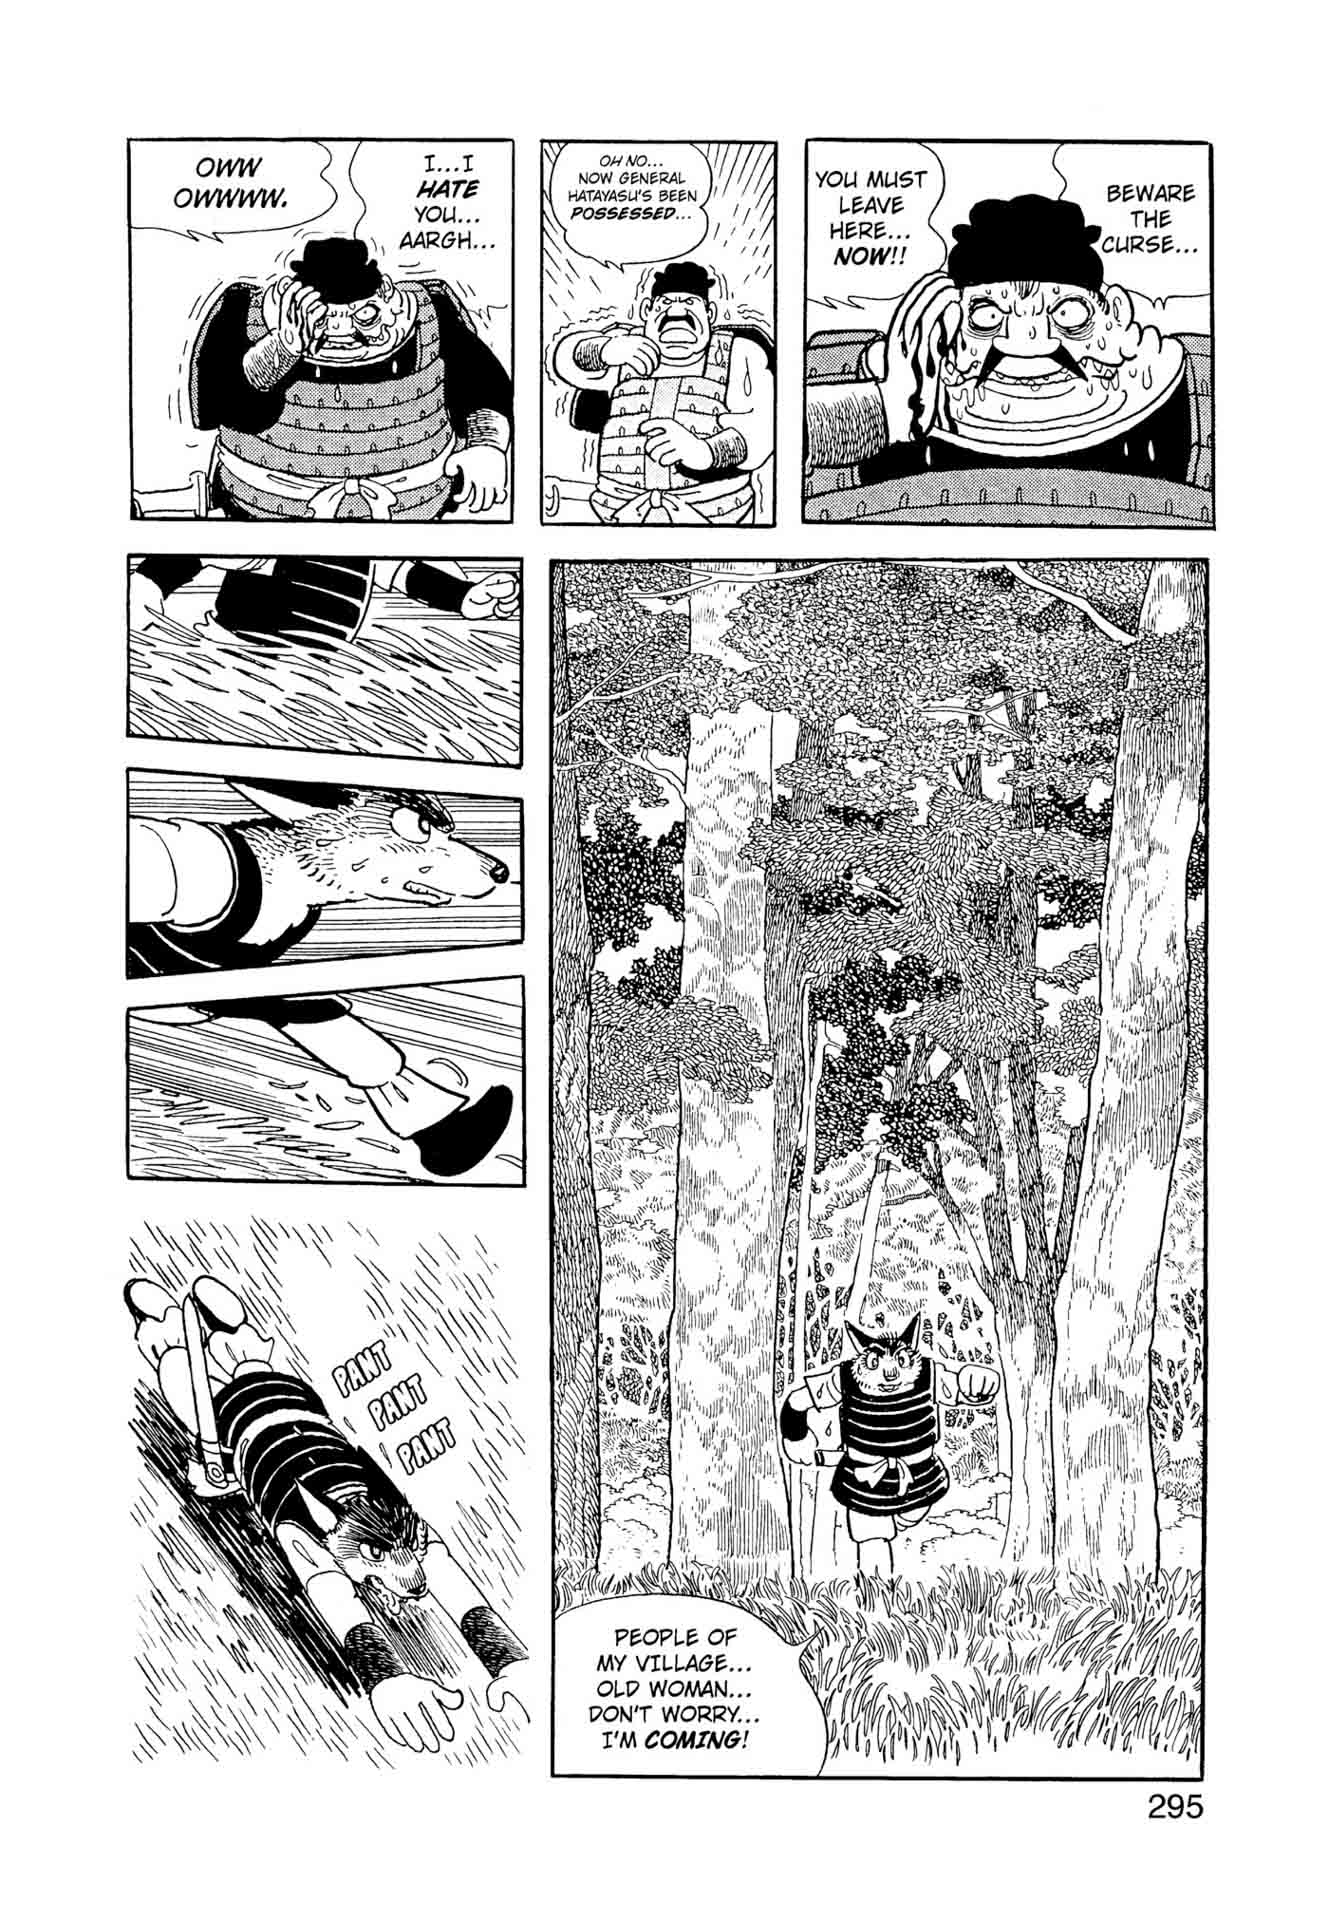 BEWARE
THE
CURSE...
YOU MUST
LEAVE
HERE...
NOW!!
OH NO...
NOW GENERAL
HATAYASU'S BEEN
POSSESSED...
I...I
HATE
YOU...
AARGH...
OWW
OWWWW.
PEOPLE OF
MY VILLAGE...
OLD WOMAN...
DON'T WORRY...
I'M COMING!
PANT
PANT
PANT
295